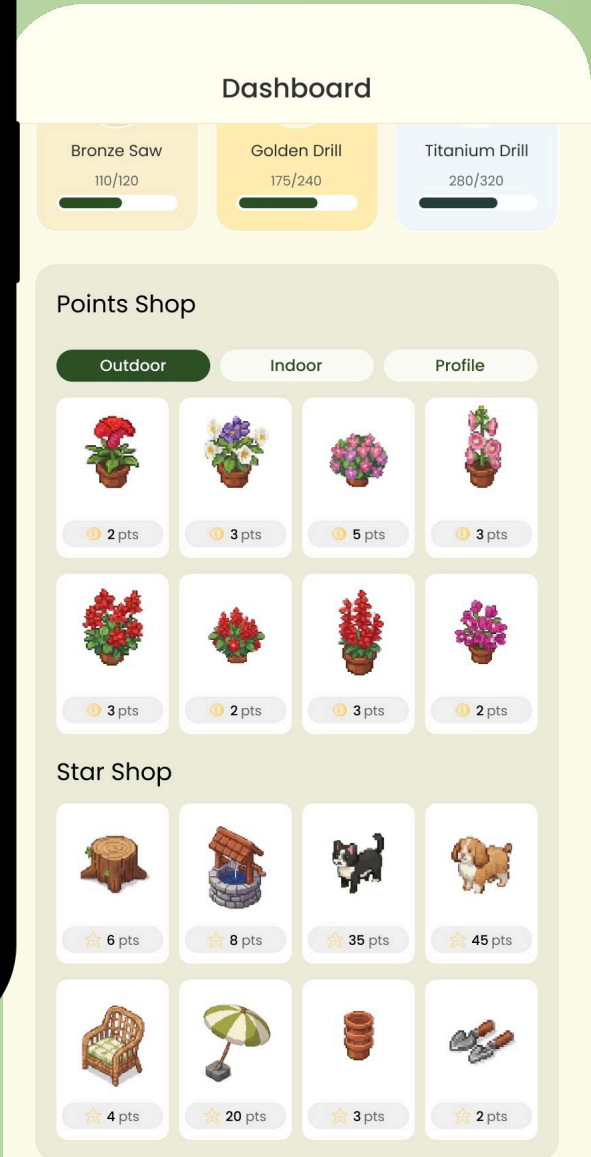 Dashboard
Bronze Saw
110/120
Golden Drill
175/240
Titanium Drill
280/320
Points Shop
Outdoor
Indoor
Profile
2 pts
3 pts
5 pts
3 pts
3 pts
2 pts
3 pts
2 pts
Star Shop
6 pts
8 pts
35 pts
45 pts
4 pts
20 pts
3 pts
2 pts